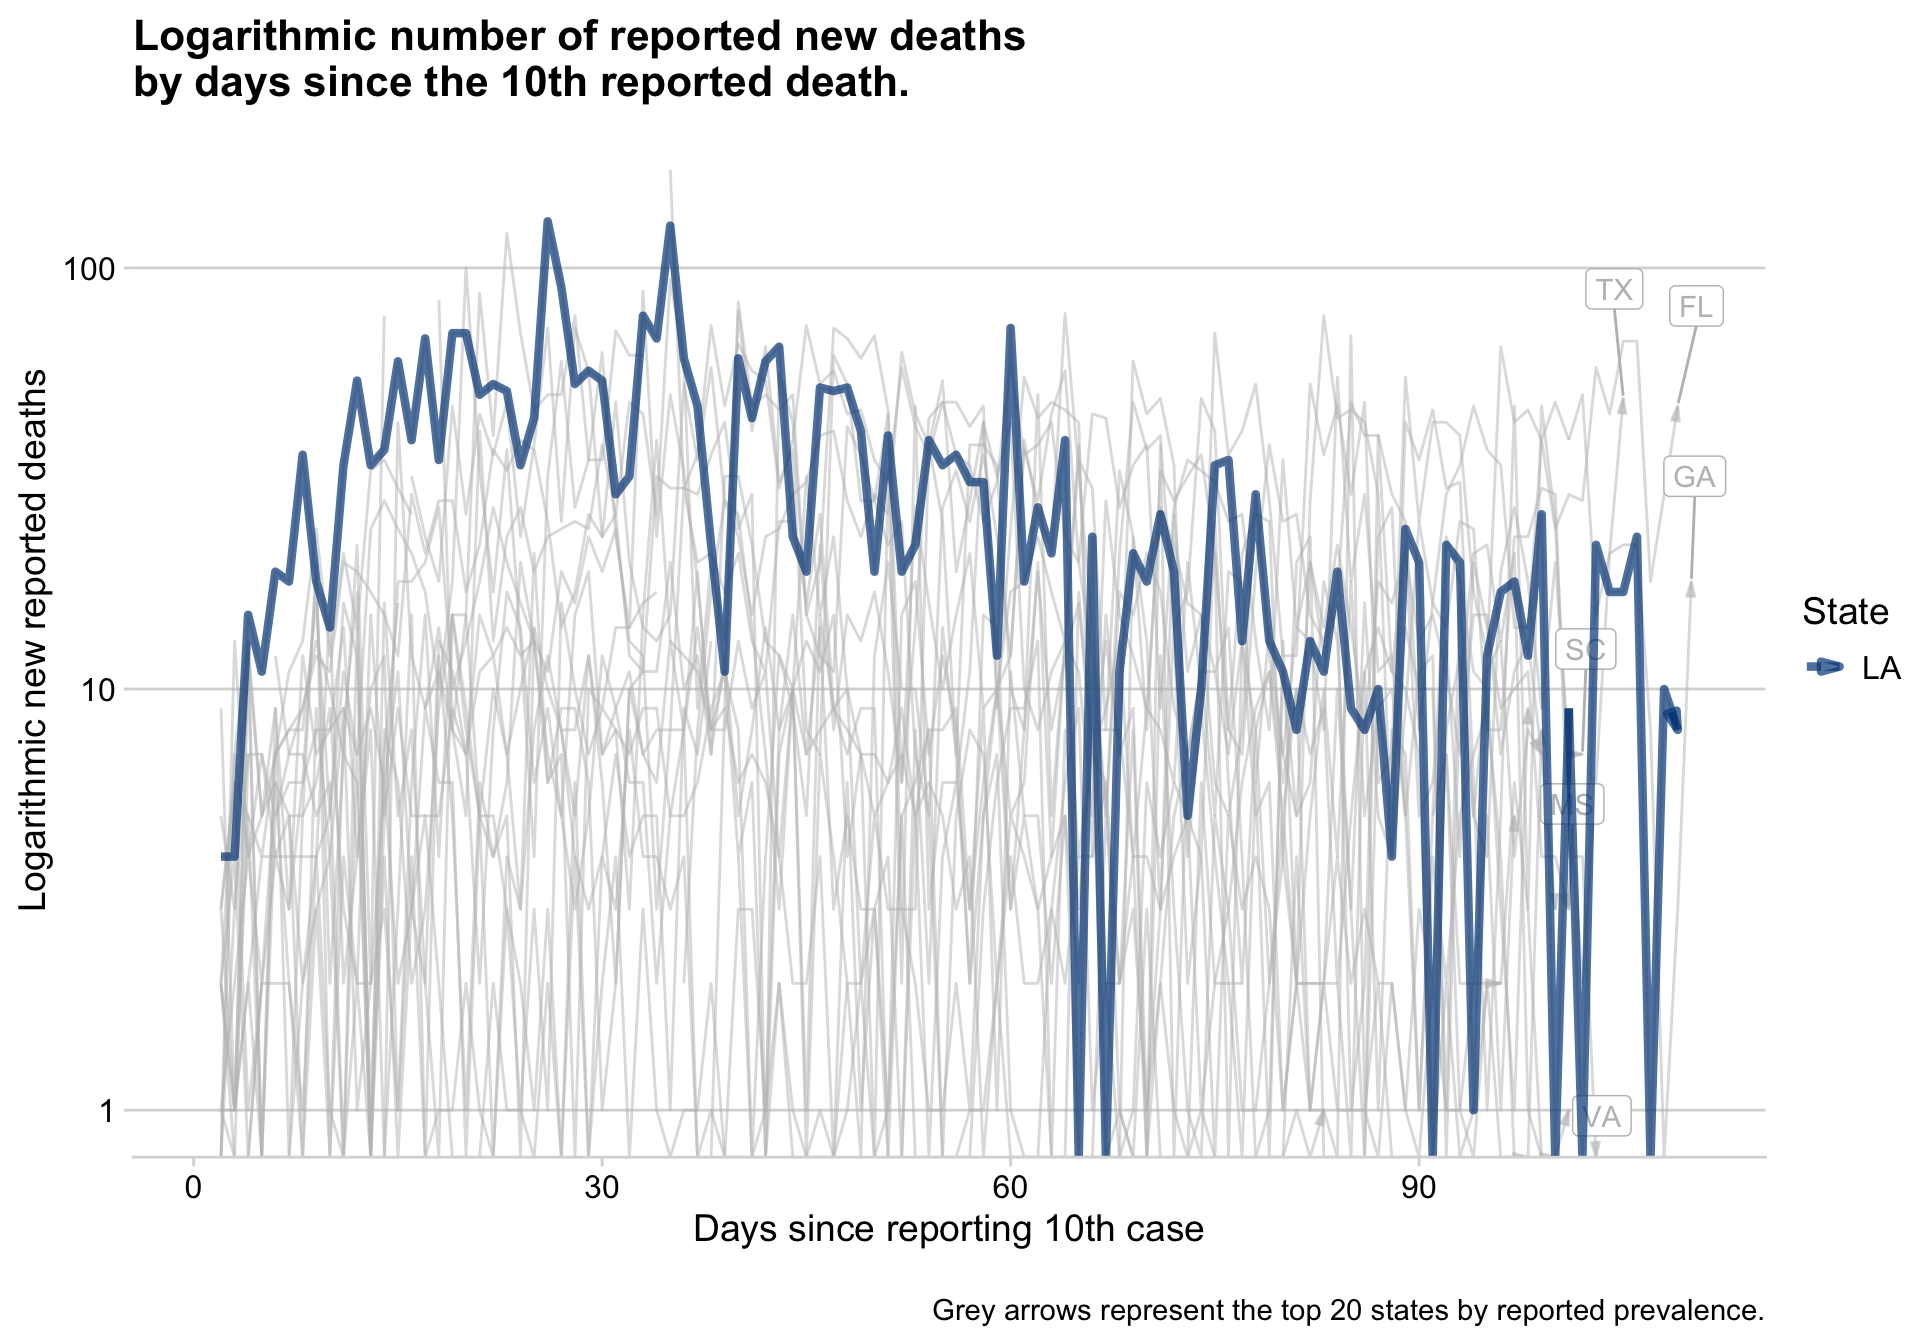 Logarithmic number of reported new deaths
by days since the 10th reported death.
Logarithmic new reported deaths
100
10
1
TX
FL
GA
SC
MS
VA
State
LA
0
30
60
90
Days since reporting 10th case
Grey arrows represent the top 20 states by reported prevalence.